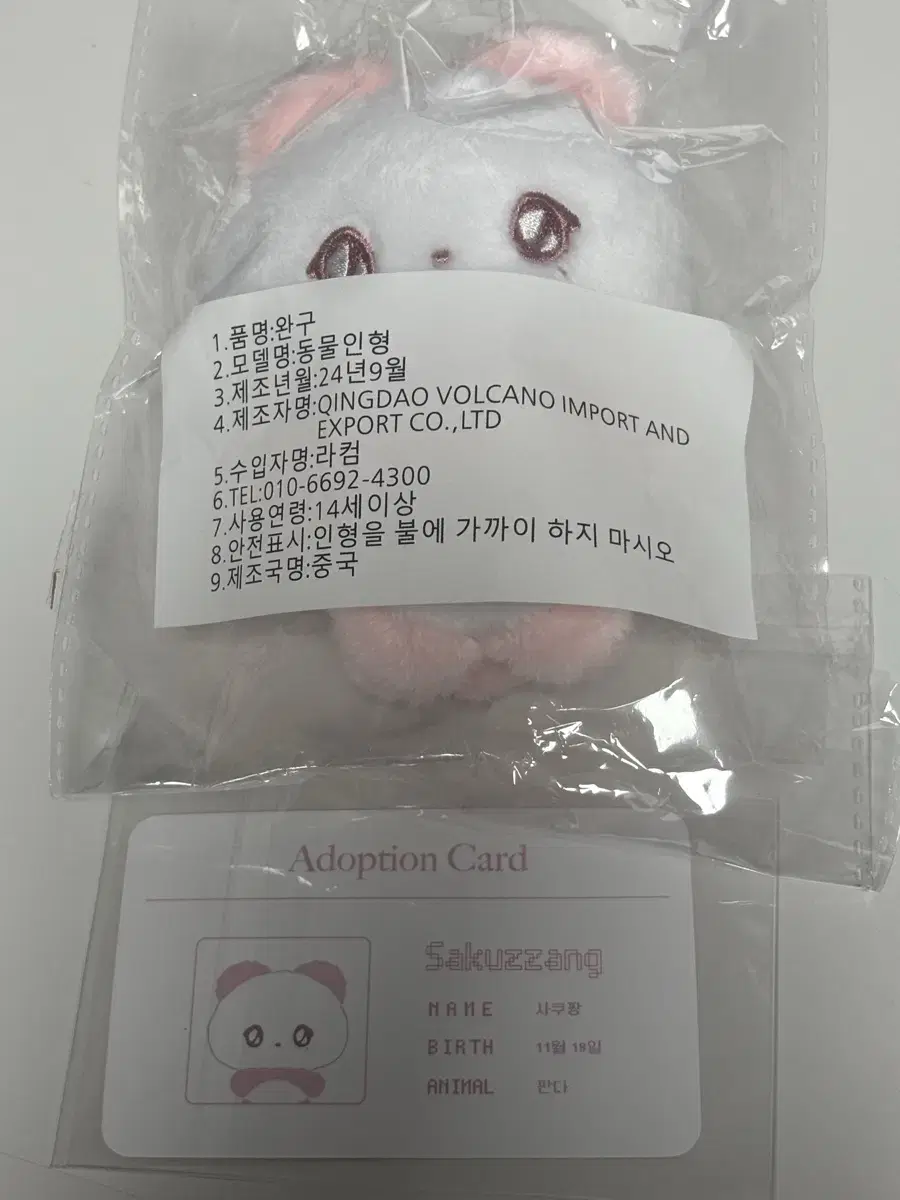 1.품명:완구
2.모델명:동물인형
3.제조년월:24년9월
4.제조자명:QINGDAO VOLCANO IMPORT AND
EXPORT CO.,LTD
5.수입자명:라컴
6.TEL:010-6692-4300
7.사용연령:14세이상
8.안전표시:인형을 불에 가까이 하지 마시오
9.제조국명:중국
Adoption Card
Sakuzzang
NAME 사쿠짱
BIRTH 11월 18일
ANIMAL 판다